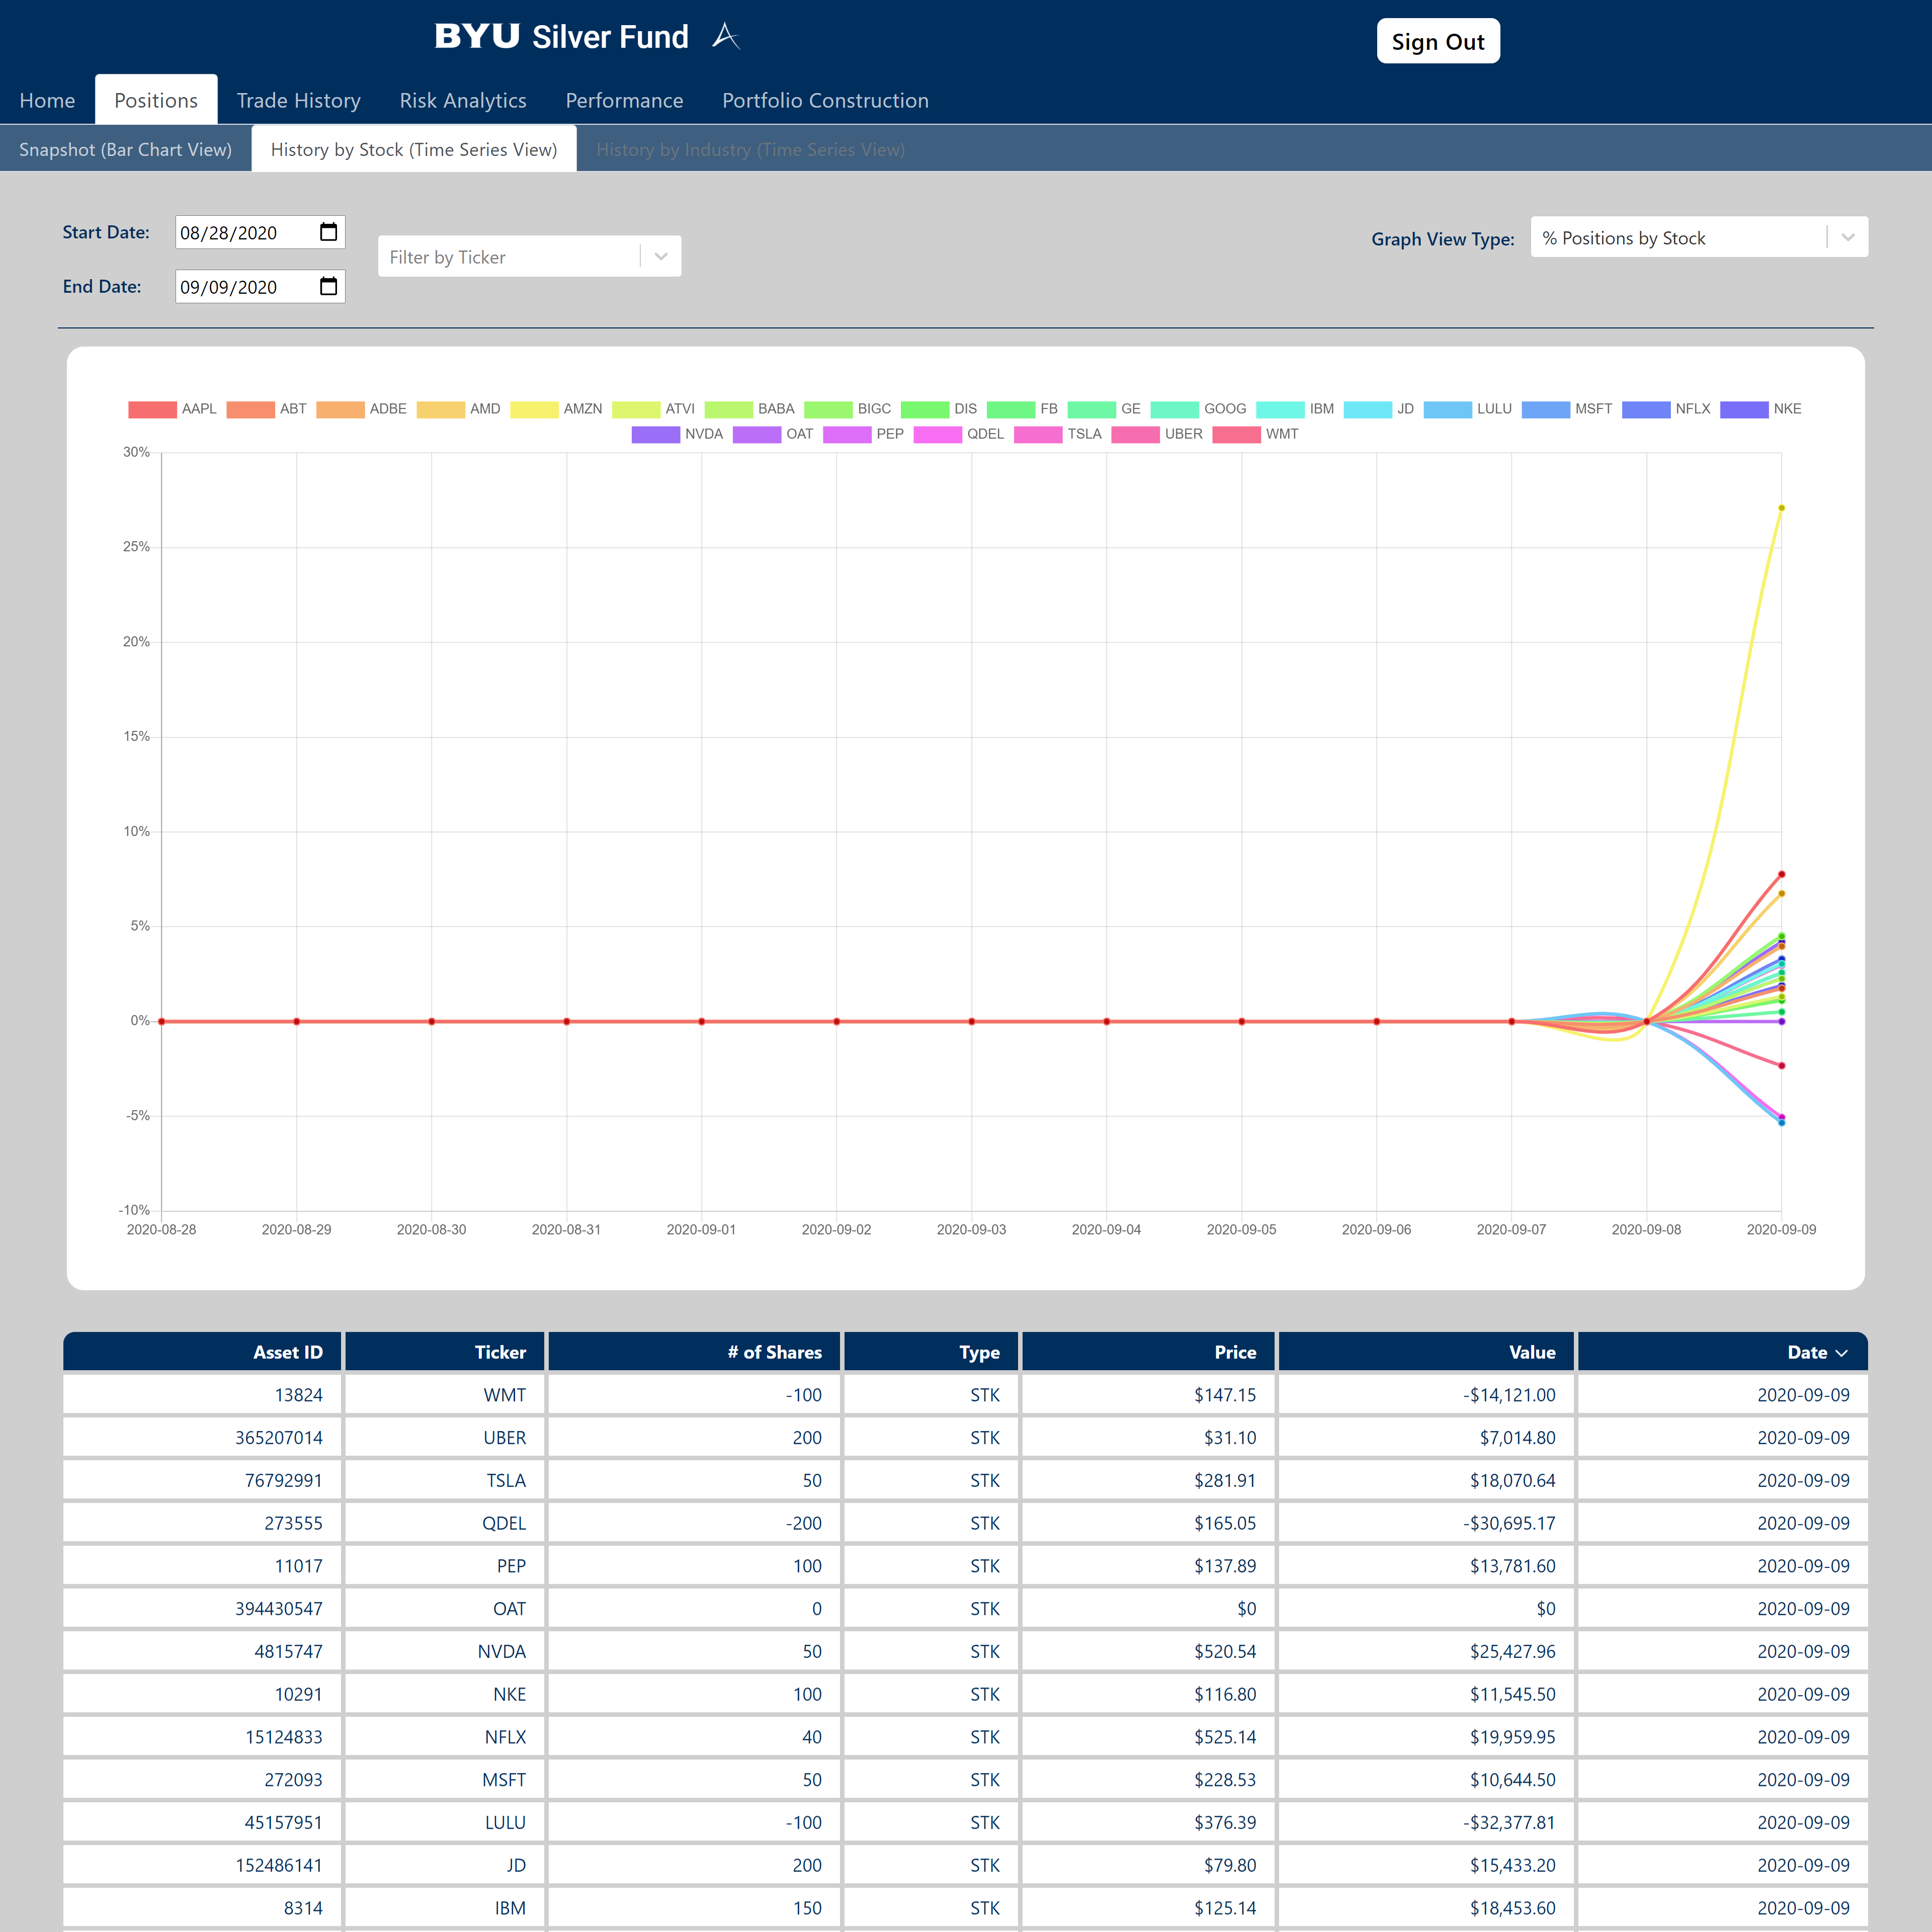 BYU Silver Fund
Sign Out
Home Positions Trade History Risk Analytics Performance Portfolio Construction
Snapshot (Bar Chart View) History by Stock (Time Series View) History by Industry (Time Series View)
Start Date: 08/28/2020
Filter by Ticker
Graph View Type: % Positions by Stock
End Date: 09/09/2020
AAPL ABT ADBE AMD AMZN ATVI BABA BIGC DIS FB GE GOOG IBM JD LULU MSFT NFLX NKE
NVDA OAT PEP QDEL TSLA UBER WMT
30%
25%
20%
15%
10%
5%
0%
-5%
-10%
2020-08-28 2020-08-29 2020-08-30 2020-08-31 2020-09-01 2020-09-02 2020-09-03 2020-09-04 2020-09-05 2020-09-06 2020-09-07 2020-09-08 2020-09-09
Asset ID Ticker # of Shares Type Price Value Date
13824 WMT -100 STK $147.15 -$14,121.00 2020-09-09
365207014 UBER 200 STK $31.10 $7,014.80 2020-09-09
76792991 TSLA 50 STK $281.91 $18,070.64 2020-09-09
273555 QDEL -200 STK $165.05 -$30,695.17 2020-09-09
11017 PEP 100 STK $137.89 $13,781.60 2020-09-09
394430547 OAT 0 STK $0 $0 2020-09-09
4815747 NVDA 50 STK $520.54 $25,427.96 2020-09-09
10291 NKE 100 STK $116.80 $11,545.50 2020-09-09
15124833 NFLX 40 STK $525.14 $19,959.95 2020-09-09
272093 MSFT 50 STK $228.53 $10,644.50 2020-09-09
45157951 LULU -100 STK $376.39 -$32,377.81 2020-09-09
152486141 JD 200 STK $79.80 $15,433.20 2020-09-09
8314 IBM 150 STK $125.14 $18,453.60 2020-09-09